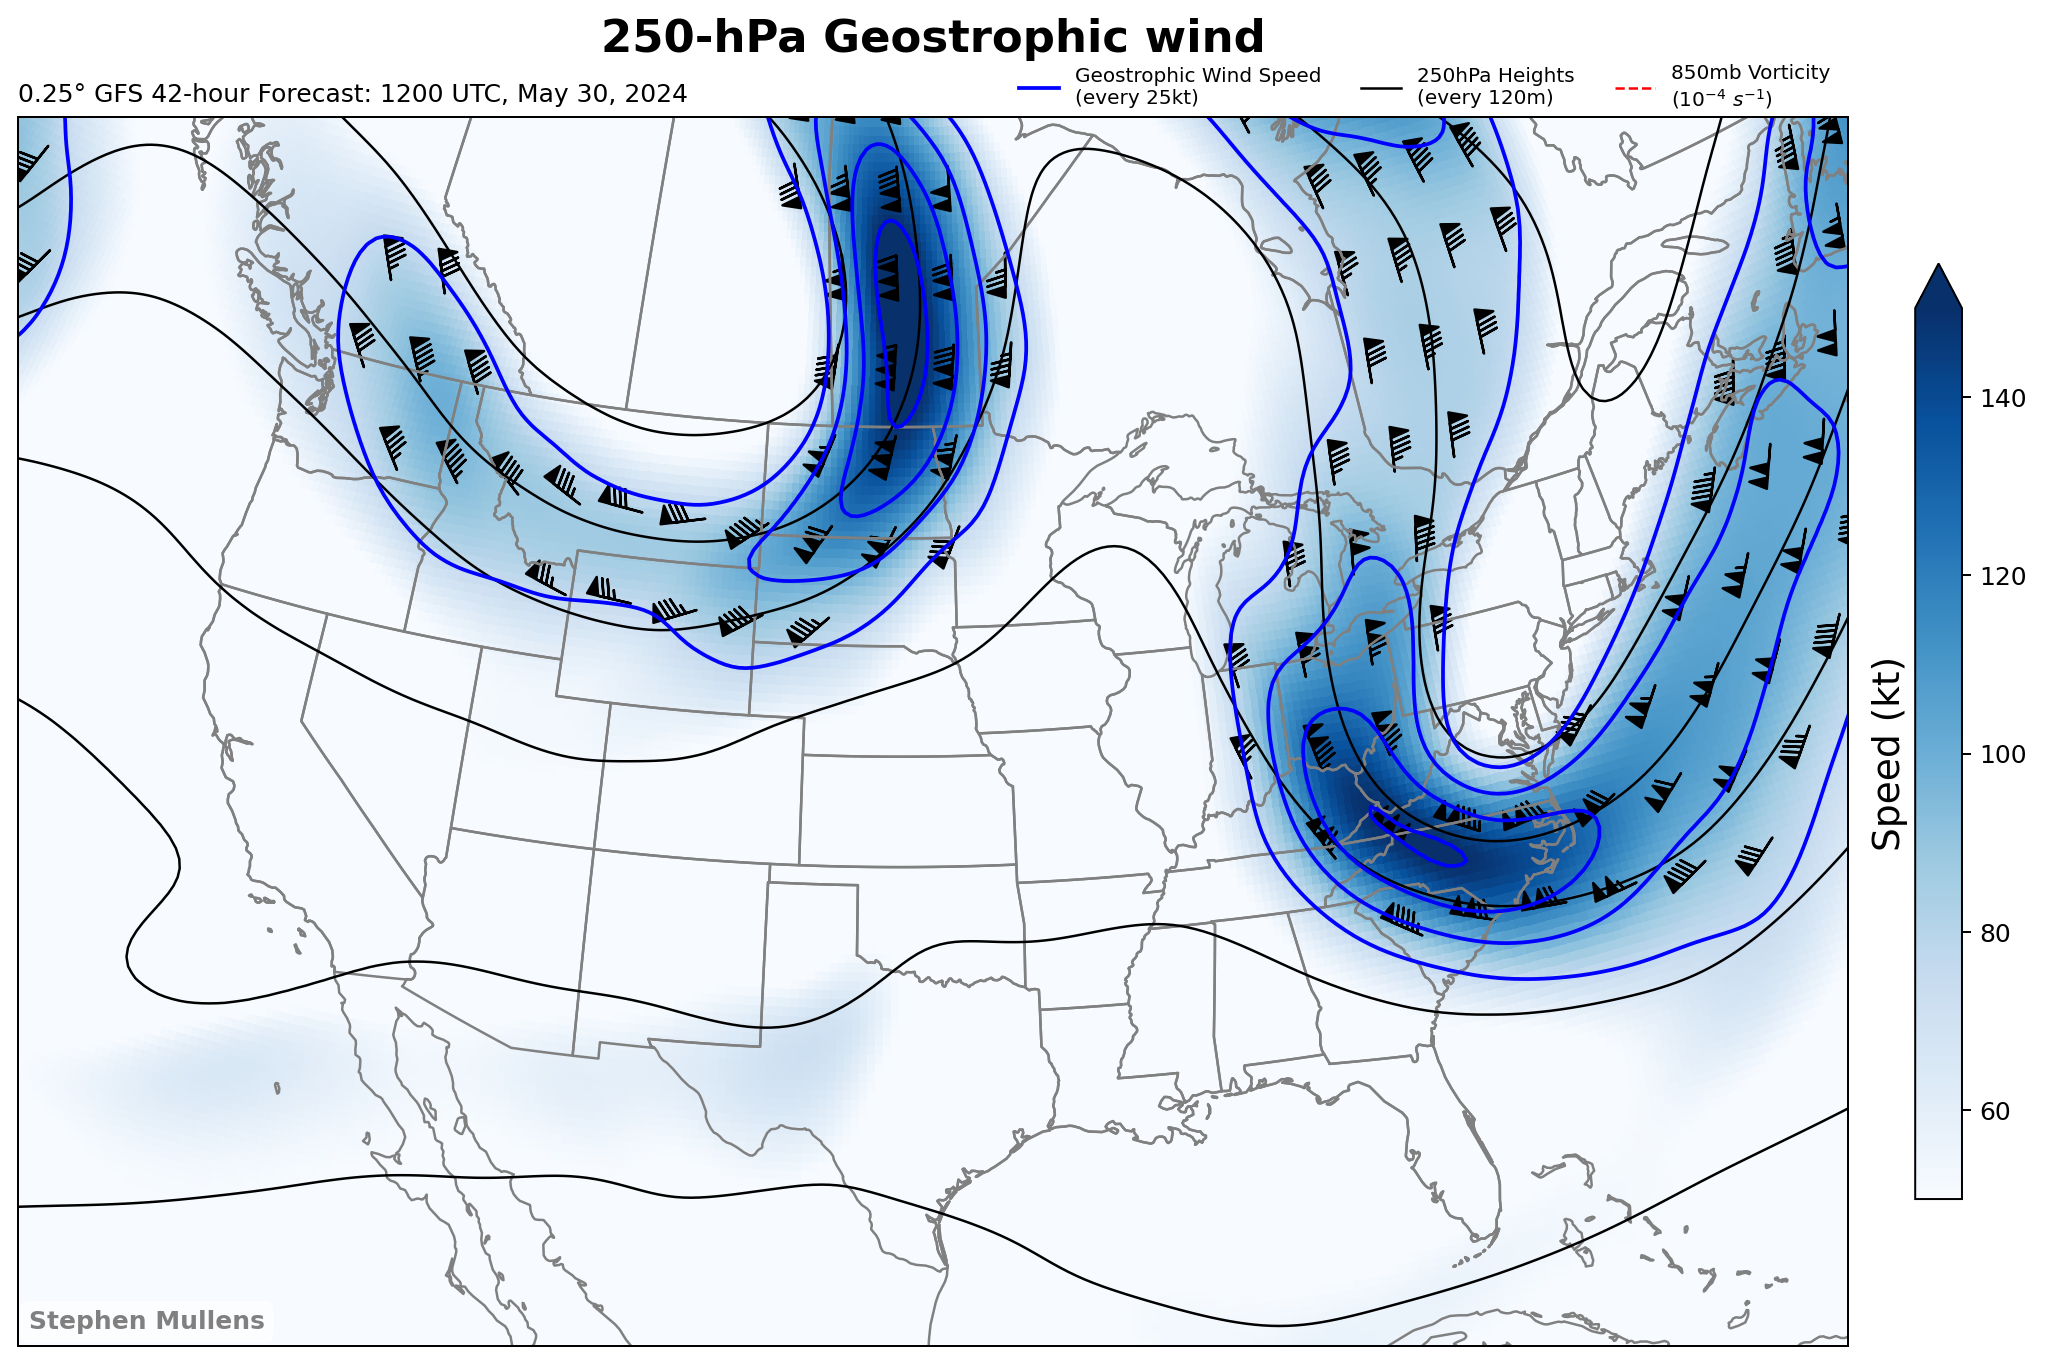 250-hPa Geostrophic wind
0.25° GFS 42-hour Forecast: 1200 UTC, May 30, 2024
Geostrophic Wind Speed
(every 25kt)
250hPa Heights
(every 120m)
850mb Vorticity
(10⁻⁴ s⁻¹)
140
120
100
80
60
Speed (kt)
Stephen Mullens